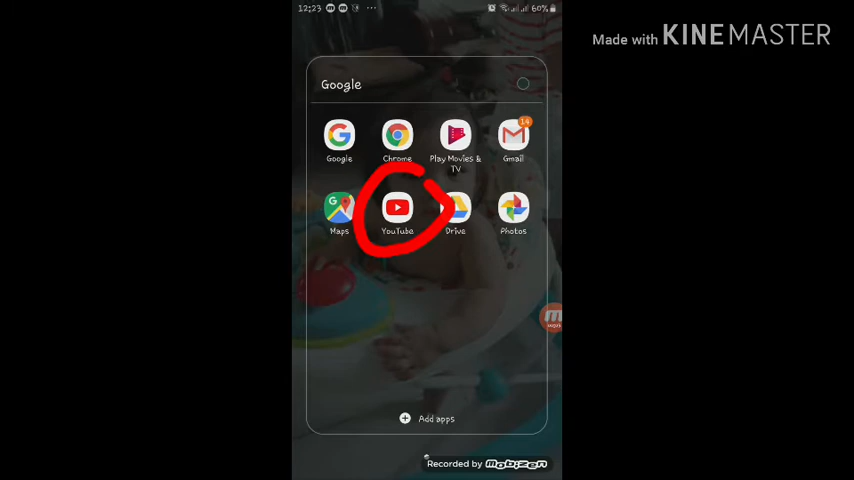 12:23
60%
Made with KINEMASTER
Google
14
Google
Chrome
Play Movies &
TV
Gmail
Maps
YouTube
Drive
Photos
Add apps
Recorded by mobizen